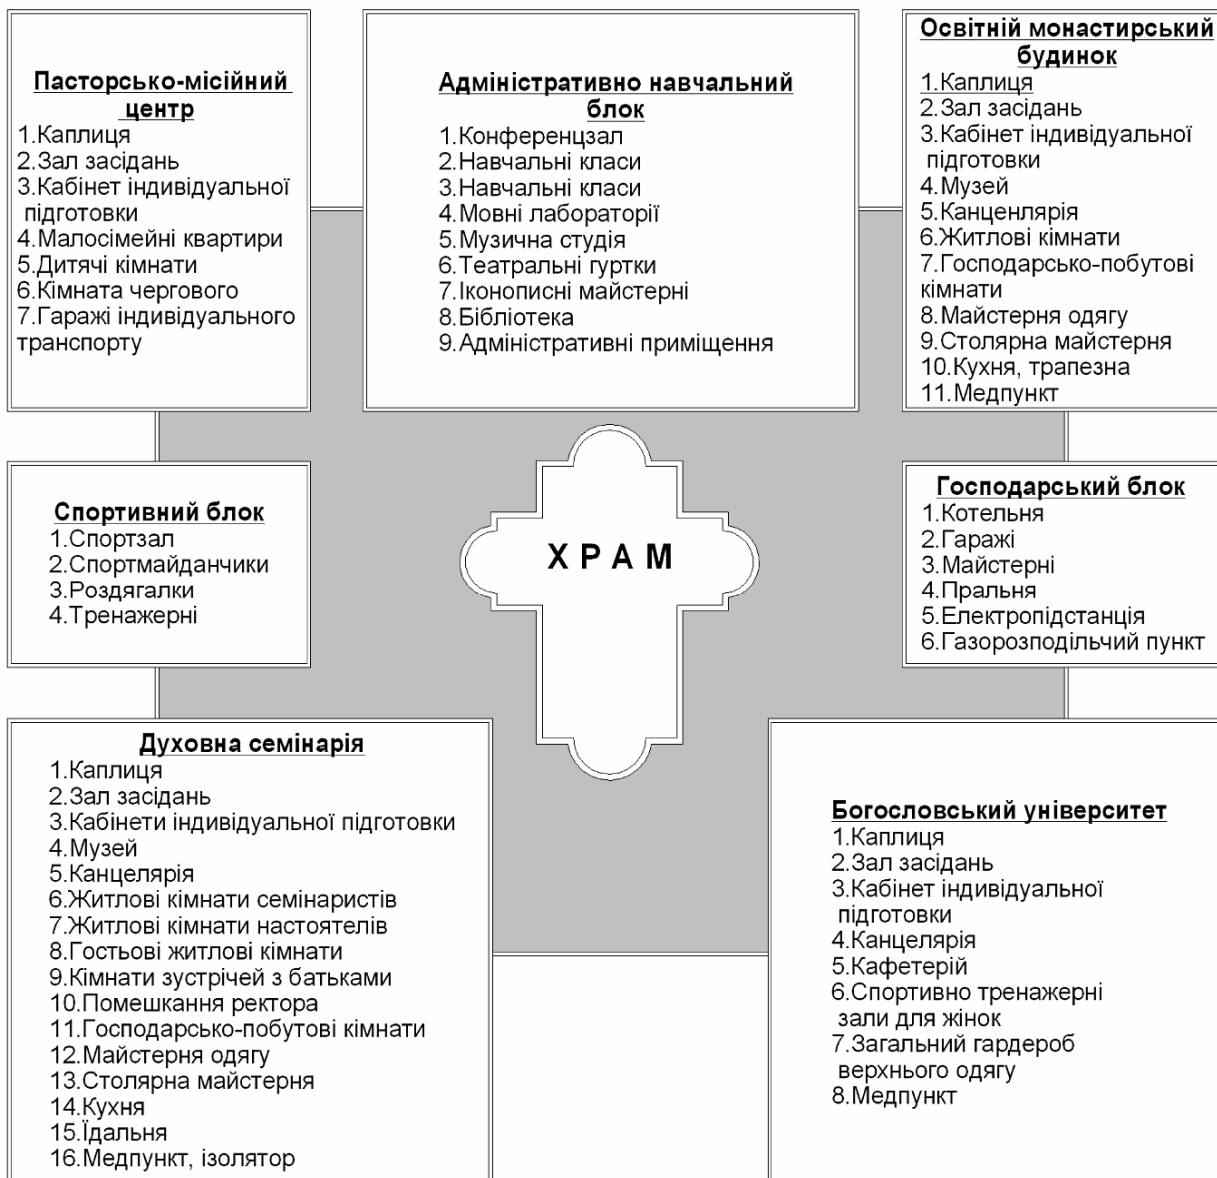 Пасторсько-місійний
центр
1.Каплиця
2.Зал засідань
3.Кабінет індивідуальної
підготовки
4.Малосімейні квартири
5.Дитячі кімнати
6.Кімната чергового
7.Гаражі індивідуального
транспорту
Адміністративно навчальний
блок
1.Конференцзал
2.Навчальні класи
3.Навчальні класи
4.Мовні лабораторії
5.Музична студія
6.Театральні гуртки
7.Іконописні майстерні
8.Бібліотека
9.Адміністративні приміщення
Освітній монастирський
будинок
1.Каплиця
2.Зал засідань
3.Кабінет індивідуальної
підготовки
4.Музей
5.Канценлярія
6.Житлові кімнати
7.Господарсько-побутові
кімнати
8.Майстерня одягу
9.Столярна майстерня
10.Кухня, трапезна
11.Медпункт
Спортивний блок
1.Спортзал
2.Спортмайданчики
3.Роздягалки
4.Тренажерні
Х Р А М
Господарський блок
1.Котельня
2.Гаражі
3.Майстерні
4.Пральня
5.Електропідстанція
6.Газорозподільчий пункт
Духовна семінарія
1.Каплиця
2.Зал засідань
3.Кабінети індивідуальної підготовки
4.Музей
5.Канцелярія
6.Житлові кімнати семінаристів
7.Житлові кімнати настоятелів
8.Гостьові житлові кімнати
9.Кімнати зустрічей з батьками
10.Помешкання ректора
11.Господарсько-побутові кімнати
12.Майстерня одягу
13.Столярна майстерня
14.Кухня
15.Їдальня
16.Медпункт, ізолятор
Богословський університет
1.Каплиця
2.Зал засідань
3.Кабінет індивідуальної
підготовки
4.Канцелярія
5.Кафетерій
6.Спортивно тренажерні
зали для жінок
7.Загальний гардероб
верхнього одягу
8.Медпункт